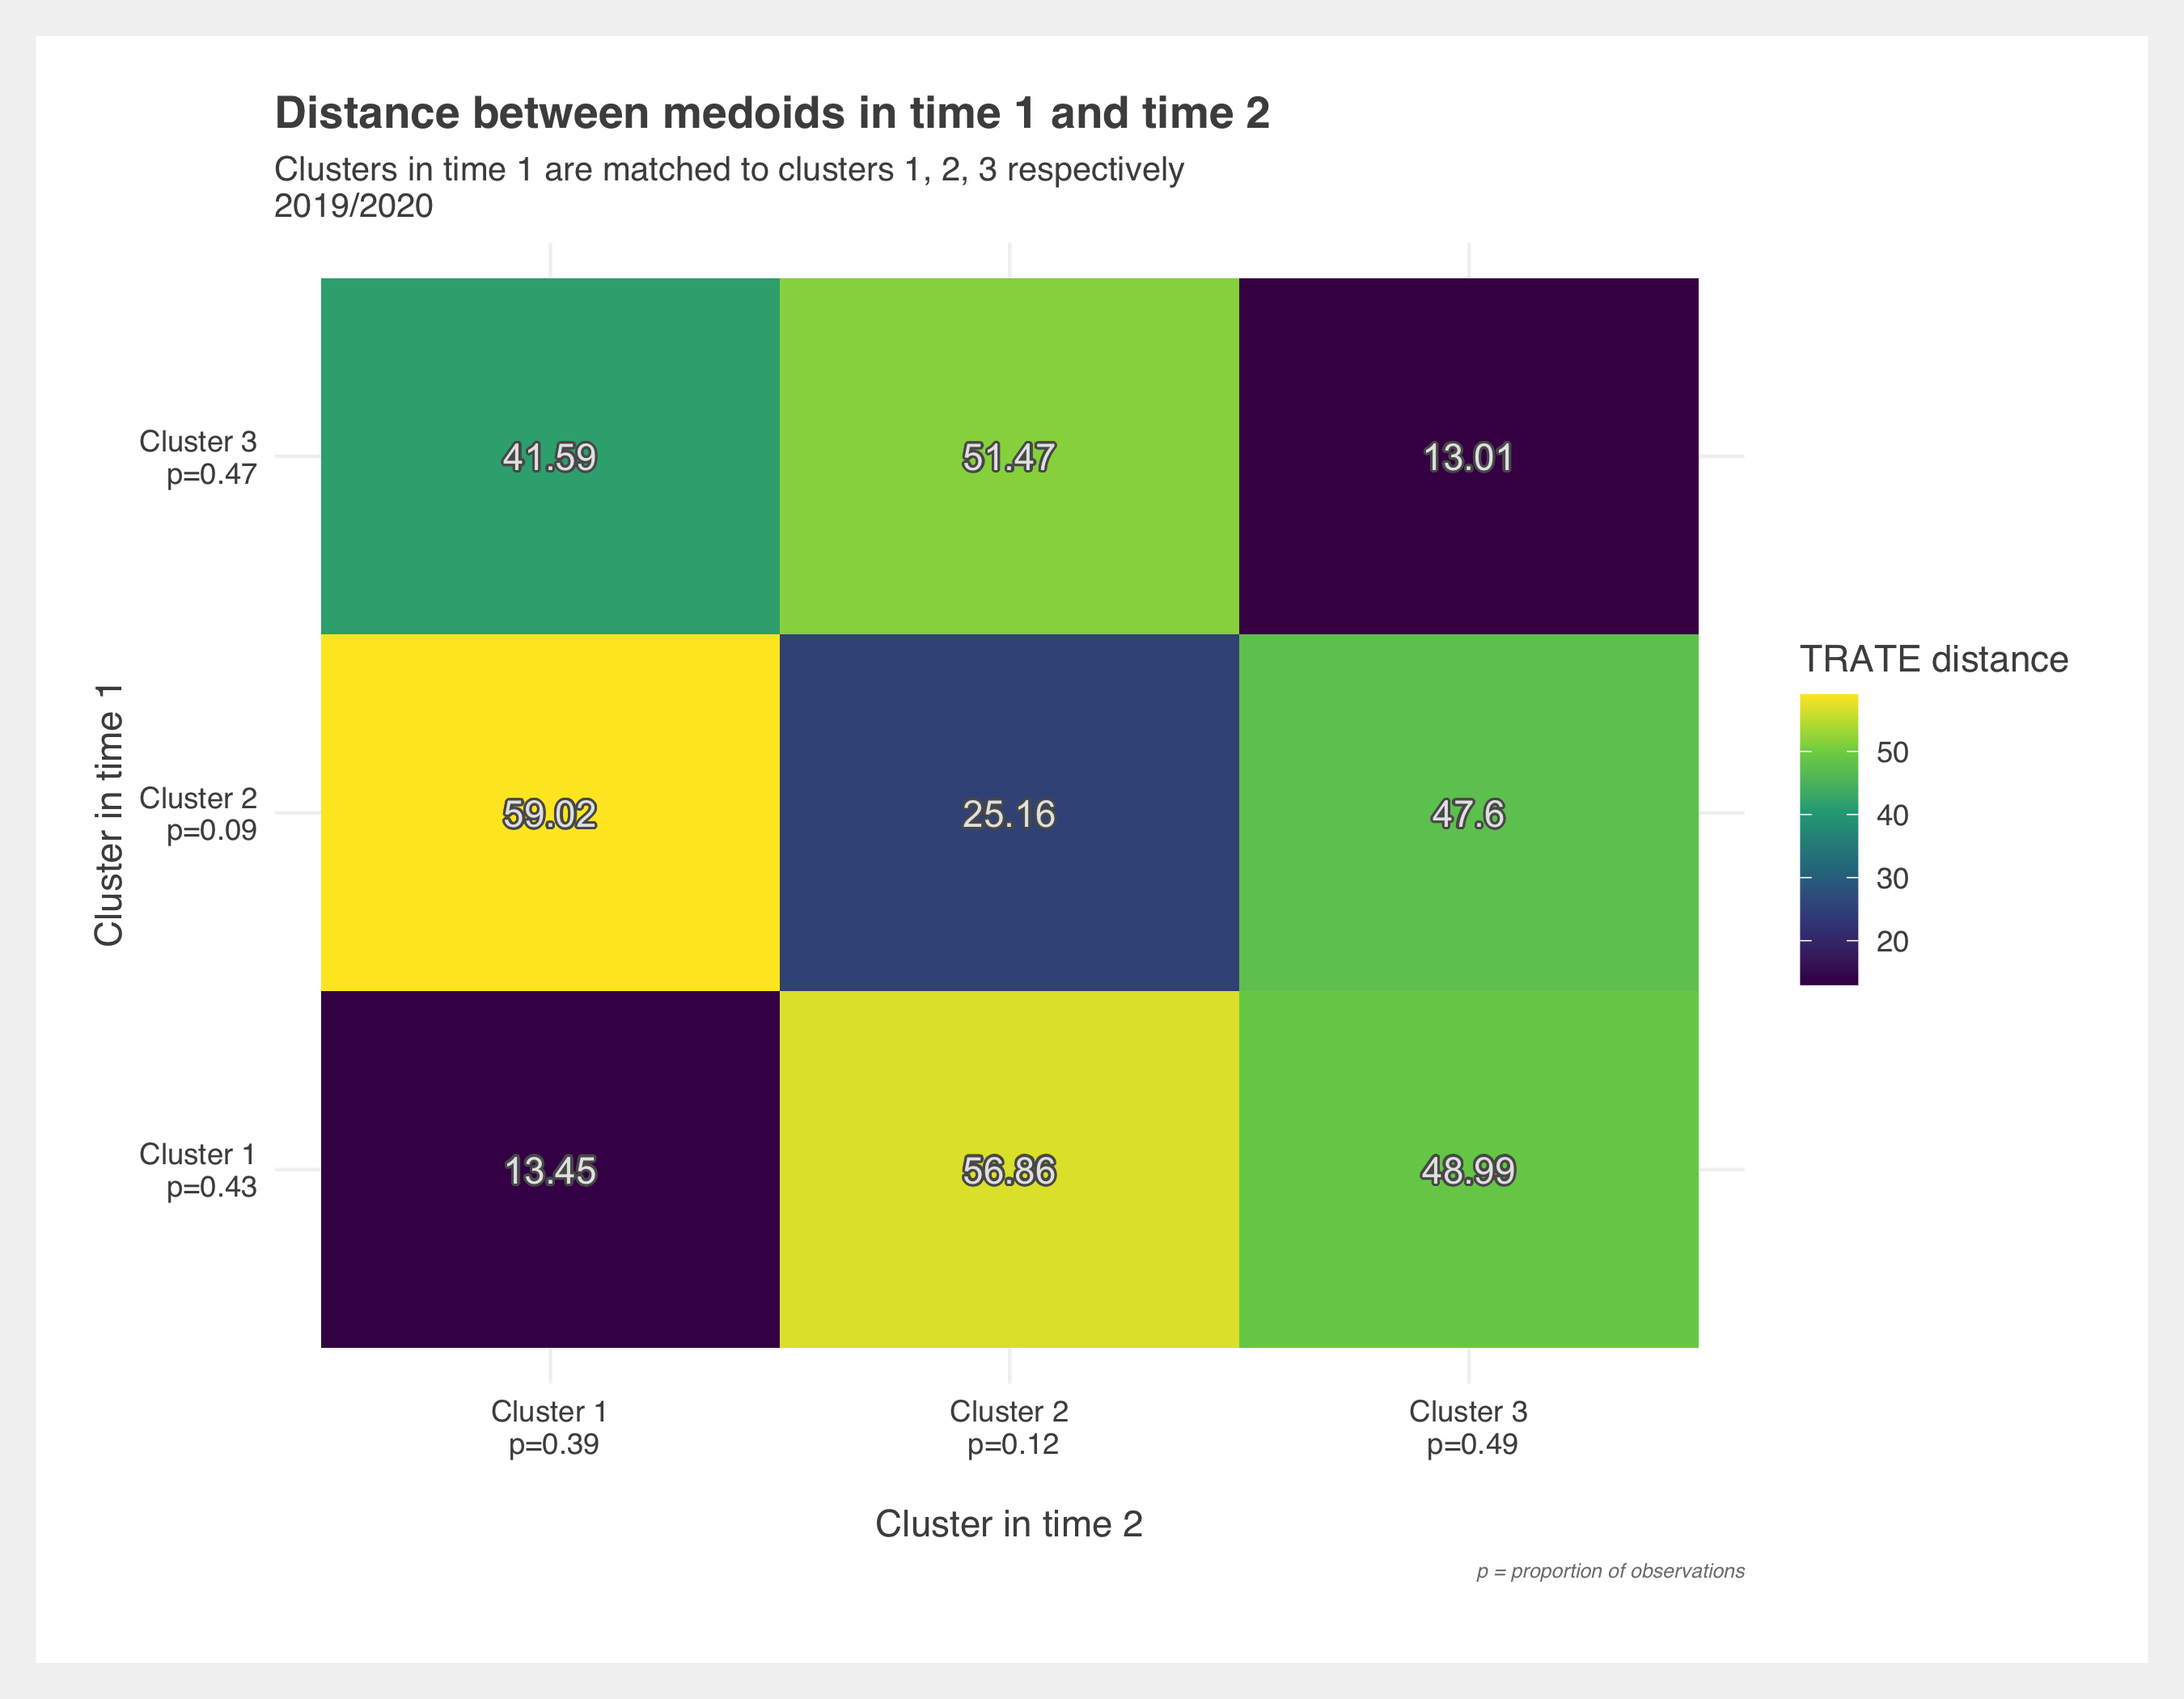 Distance between medoids in time 1 and time 2
Clusters in time 1 are matched to clusters 1, 2, 3 respectively
2019/2020
Cluster in time 1
Cluster 3
p=0.47
41.59
51.47
13.01
Cluster 2
p=0.09
59.02
25.16
47.6
Cluster 1
p=0.43
13.45
56.86
48.99
Cluster 1
p=0.39
Cluster 2
p=0.12
Cluster 3
p=0.49
Cluster in time 2
TRATE distance
50
40
30
20
p = proportion of observations